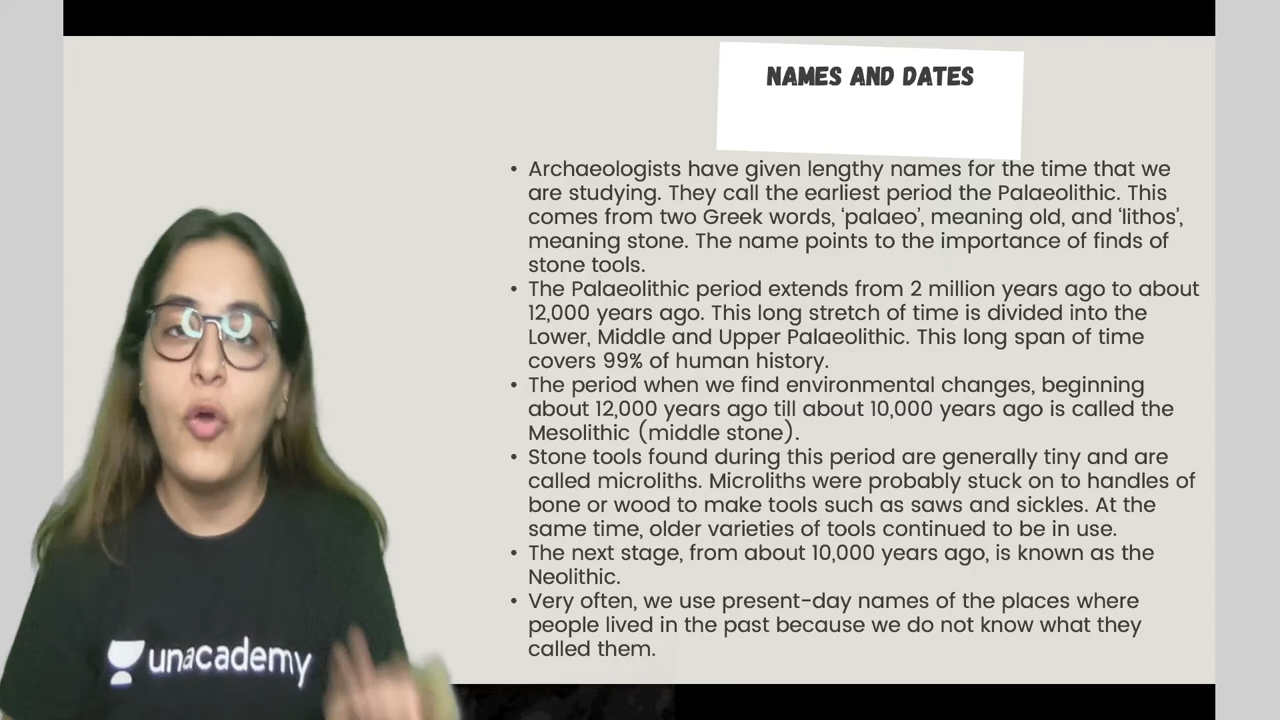 NAMES AND DATES
• Archaeologists have given lengthy names for the time that we
are studying. They call the earliest period the Palaeolithic. This
comes from two Greek words, ‘palaeo’, meaning old, and ‘lithos’,
meaning stone. The name points to the importance of finds of
stone tools.
• The Palaeolithic period extends from 2 million years ago to about
12,000 years ago. This long stretch of time is divided into the
Lower, Middle and Upper Palaeolithic. This long span of time
covers 99% of human history.
• The period when we find environmental changes, beginning
about 12,000 years ago till about 10,000 years ago is called the
Mesolithic (middle stone).
• Stone tools found during this period are generally tiny and are
called microliths. Microliths were probably stuck on to handles of
bone or wood to make tools such as saws and sickles. At the
same time, older varieties of tools continued to be in use.
• The next stage, from about 10,000 years ago, is known as the
Neolithic.
• Very often, we use present-day names of the places where
people lived in the past because we do not know what they
called them.
unacademy